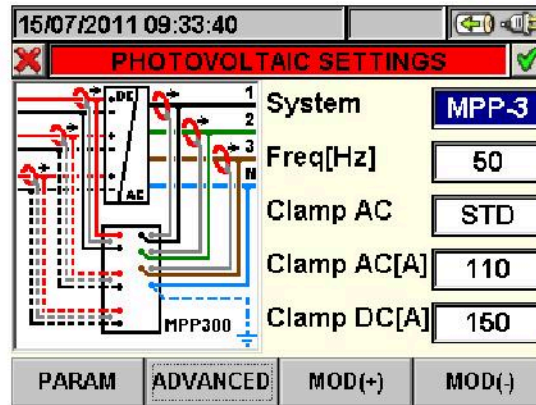 15/07/2011 09:33:40
PHOTOVOLTAIC SETTINGS
DC
AC
1
2
3
N
MPP300
System MPP-3
Freq[Hz] 50
Clamp AC STD
Clamp AC[A] 110
Clamp DC[A] 150
PARAM ADVANCED MOD(+) MOD(-)